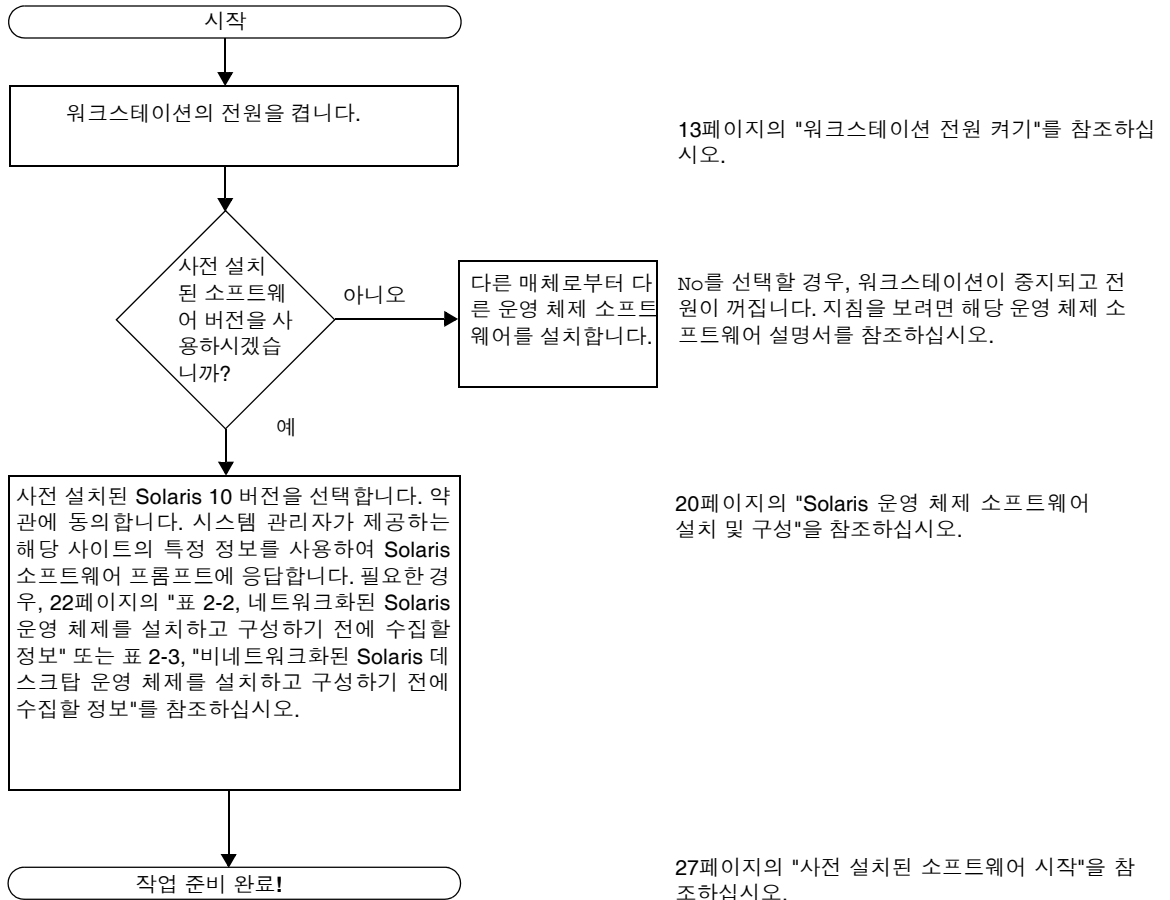 시작
워크스테이션의 전원을 켭니다.
13페이지의 "워크스테이션 전원 켜기"를 참조하십
시오.
사전 설치
된 소프트웨
어 버전을 사
용하시겠습
니까?
아니오
다른 매체로부터 다
른 운영 체제 소프트
웨어를 설치합니다.
No를 선택할 경우, 워크스테이션이 중지되고 전
원이 꺼집니다. 지침을 보려면 해당 운영 체제 소
프트웨어 설명서를 참조하십시오.
예
사전 설치된 Solaris 10 버전을 선택합니다. 약
관에 동의합니다. 시스템 관리자가 제공하는
해당 사이트의 특정 정보를 사용하여 Solaris
소프트웨어 프롬프트에 응답합니다. 필요한 경
우, 22페이지의 "표 2-2, 네트워크화된 Solaris
운영 체제를 설치하고 구성하기 전에 수집할
정보" 또는 표 2-3, "비네트워크화된 Solaris 데
스크탑 운영 체제를 설치하고 구성하기 전에
수집할 정보"를 참조하십시오.
20페이지의 "Solaris 운영 체제 소프트웨어
설치 및 구성"을 참조하십시오.
작업 준비 완료!
27페이지의 "사전 설치된 소프트웨어 시작"을 참
조하십시오.